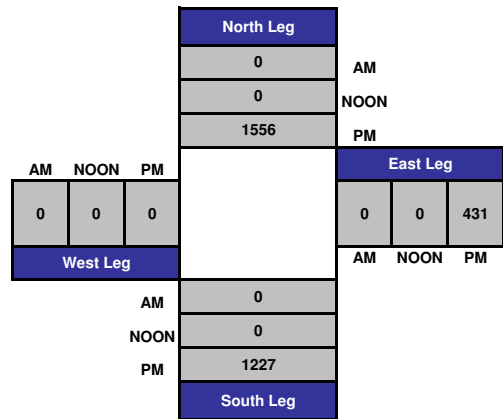 North Leg
0 AM
0 NOON
1556 PM
AM NOON PM East Leg
0 0 0 0 0 431
West Leg AM NOON PM
AM 0
NOON 0
PM 1227
South Leg